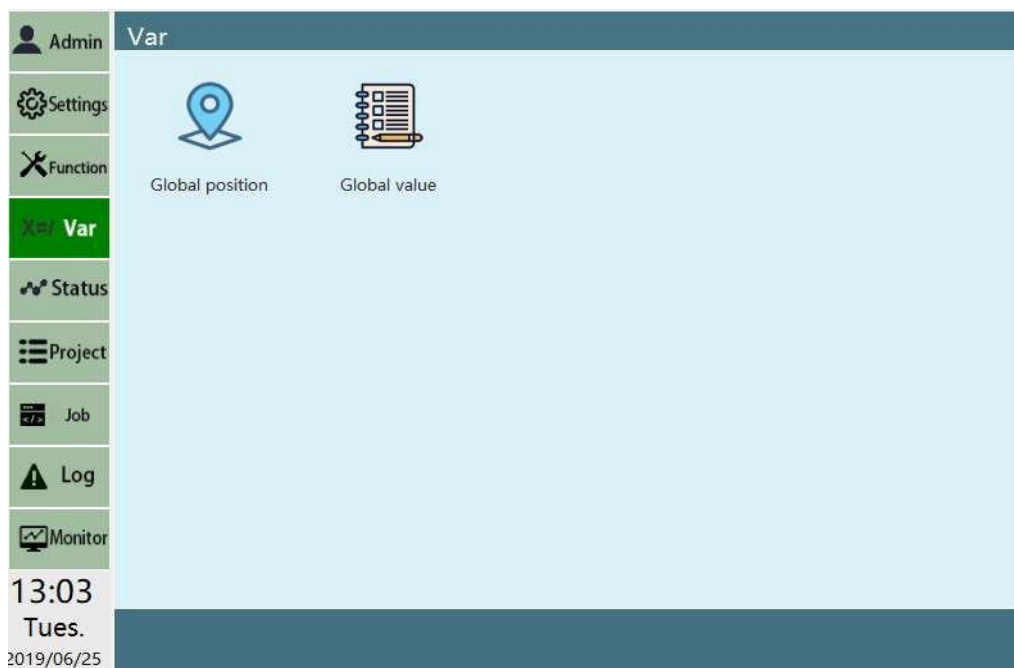 Admin
Var
Settings
Function
Global position
Global value
X=/ Var
Status
Project
Job
Log
Monitor
13:03
Tues.
2019/06/25